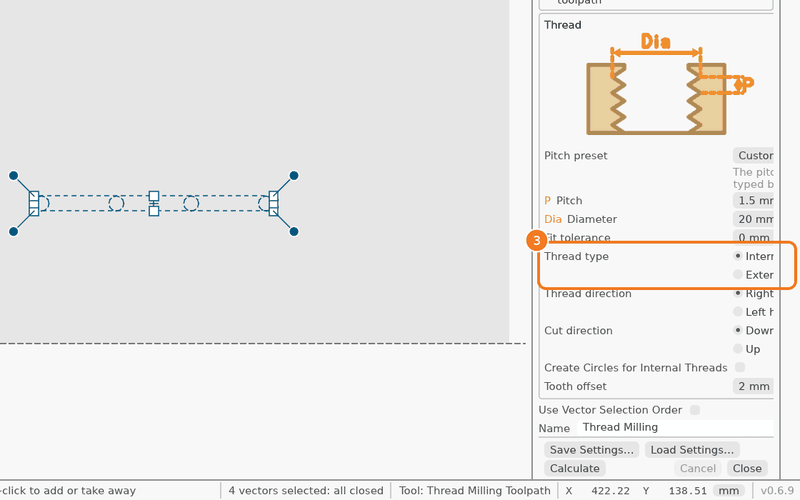 toolpath
Thread
Dia
P
Pitch preset Custor
The pitc
typed b
P Pitch 1.5 mm
Dia Diameter 20 mm
Fit tolerance 0 mm
3
Thread type Intern
Exter
Thread direction Right
Left h
Cut direction Down
Up
Create Circles for Internal Threads
Tooth offset 2 mm
Use Vector Selection Order
Name Thread Milling
Save Settings... Load Settings...
Calculate Cancel Close
-click to add or take away 4 vectors selected: all closed Tool: Thread Milling Toolpath X 422.22 Y 138.51 mm v0.6.9